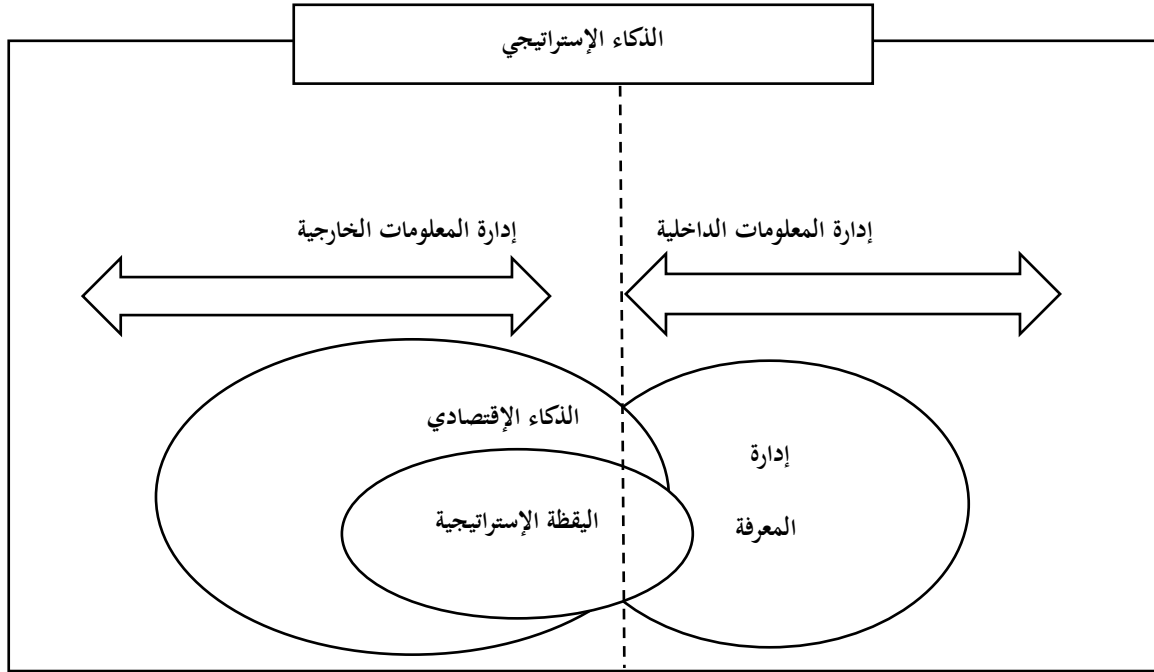 الذكاء الإستراتيجي
إدارة المعلومات الداخلية
إدارة المعلومات الخارجية
الذكاء الإقتصادي
إدارة
المعرفة
اليقظة الإستراتيجية